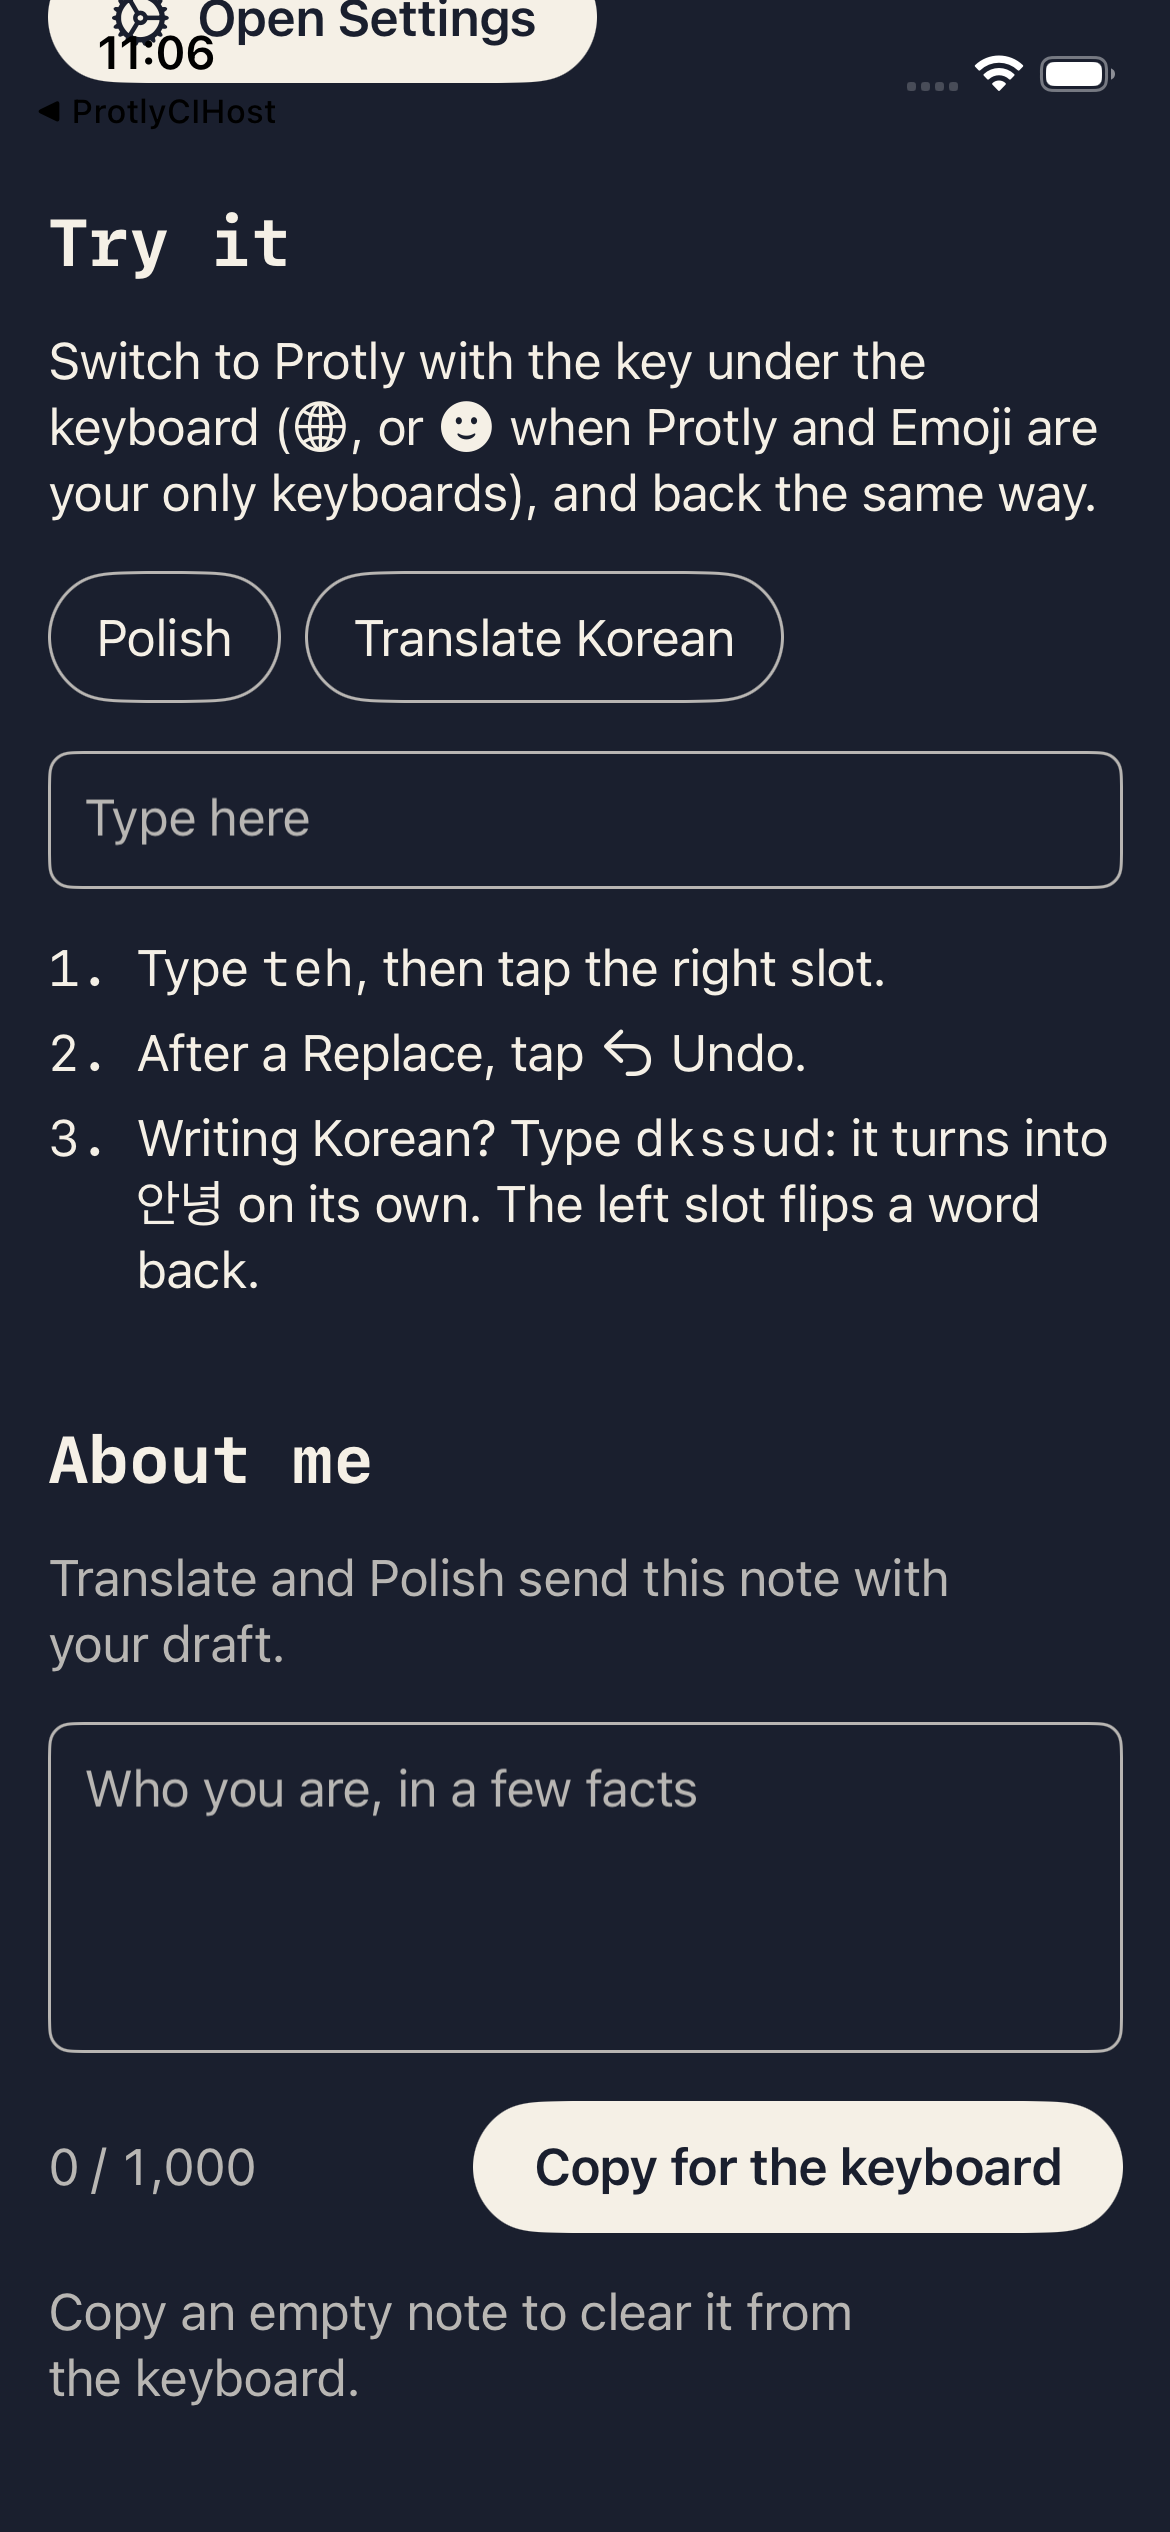 Open Settings
11:06
◀ ProtlyCIHost
Try it
Switch to Protly with the key under the
keyboard (🌐, or ☻ when Protly and Emoji are
your only keyboards), and back the same way.
Polish
Translate Korean
Type here
1. Type teh, then tap the right slot.
2. After a Replace, tap ↩ Undo.
3. Writing Korean? Type dkssud: it turns into
안녕 on its own. The left slot flips a word
back.
About me
Translate and Polish send this note with
your draft.
Who you are, in a few facts
0 / 1,000
Copy for the keyboard
Copy an empty note to clear it from
the keyboard.